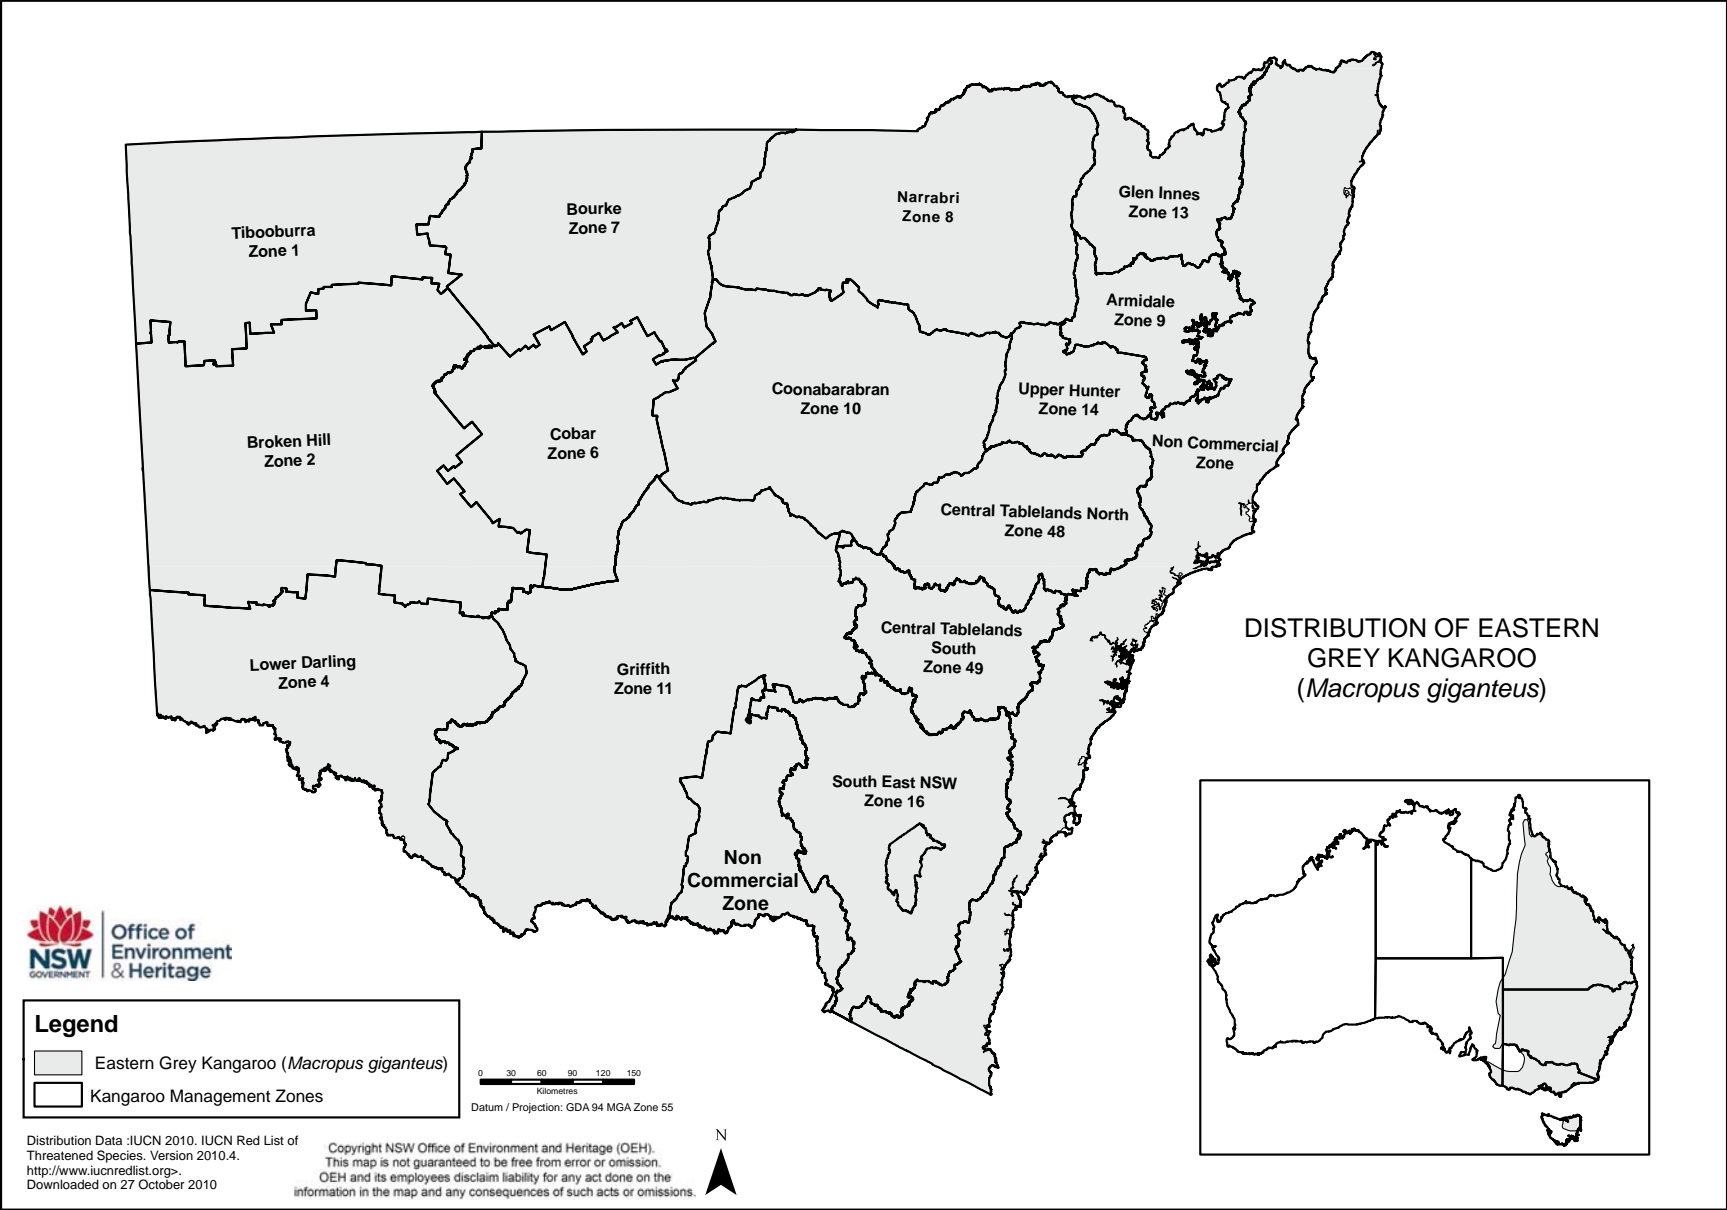 Tibooburra
Zone 1
Bourke
Zone 7
Narrabri
Zone 8
Glen Innes
Zone 13
Armidale
Zone 9
Broken Hill
Zone 2
Cobar
Zone 6
Coonabarabran
Zone 10
Upper Hunter
Zone 14
Non Commercial
Zone
Central Tablelands North
Zone 48
Lower Darling
Zone 4
Griffith
Zone 11
Central Tablelands
South
Zone 49
South East NSW
Zone 16
Non
Commercial
Zone
DISTRIBUTION OF EASTERN
GREY KANGAROO
(Macropus giganteus)
NSW
GOVERNMENT
Office of
Environment
& Heritage
Legend
Eastern Grey Kangaroo (Macropus giganteus)
Kangaroo Management Zones
0 30 60 90 120 150
Kilometres
Datum / Projection: GDA 94 MGA Zone 55
Distribution Data :IUCN 2010. IUCN Red List of
Threatened Species. Version 2010.4.
http://www.iucnredlist.org>.
Downloaded on 27 October 2010
Copyright NSW Office of Environment and Heritage (OEH).
This map is not guaranteed to be free from error or omission.
OEH and its employees disclaim liability for any act done on the
information in the map and any consequences of such acts or omissions.
N